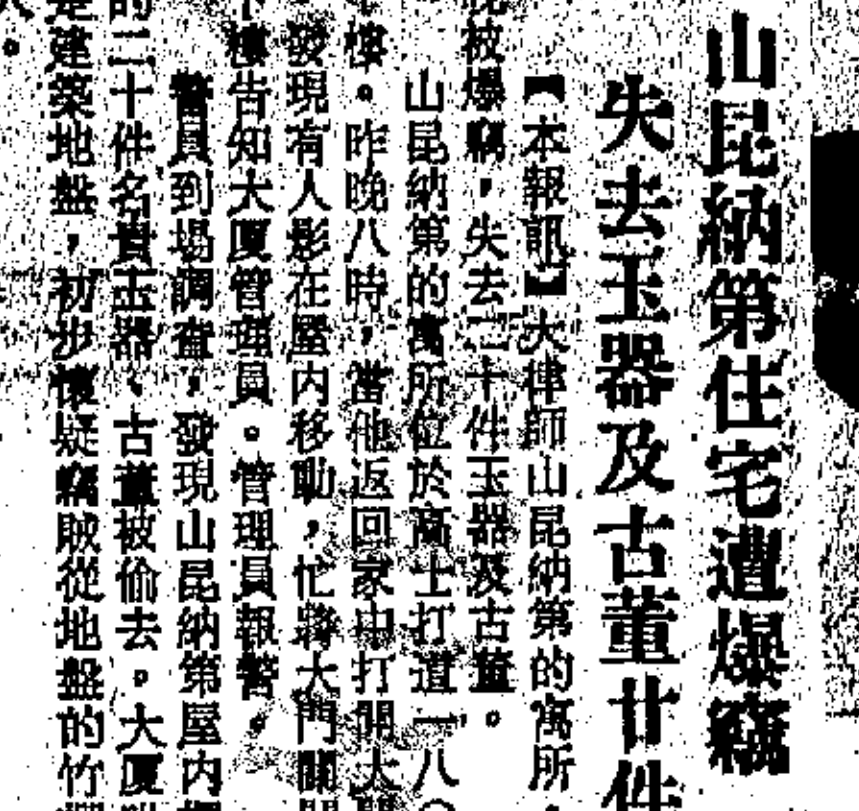 山昆納第住宅遭爆竊
失去玉器及古董廿件
【本報訊】大律師山昆納第的寓所
被爆竊，失去二十件玉器及古董。
山昆納第的寓所位於高士打道一八
樓。昨晚八時，當他返回家中打開大
發現有人影在屋内移動，忙將大門關
樓告知大厦管理員。管理員報警。
警員到場調查，發現山昆納第屋内
的二十件名貴玉器、古董被偷去。大厦
是建築地盤，初步懷疑竊賊從地盤的竹
人。